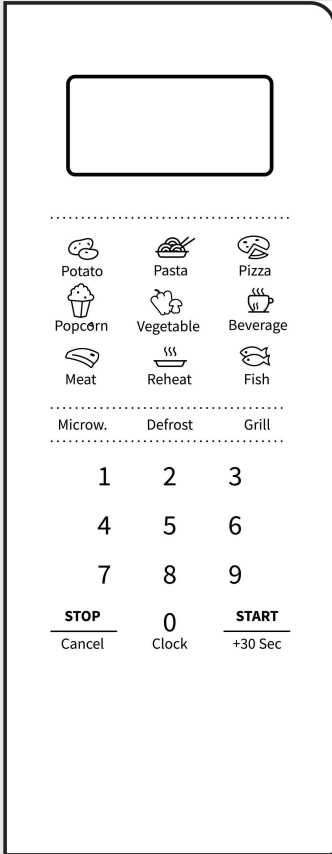 Potato Pasta Pizza
Popcorn Vegetable Beverage
Meat Reheat Fish
Microw. Defrost Grill
1 2 3
4 5 6
7 8 9
STOP 0 START
Cancel Clock +30 Sec